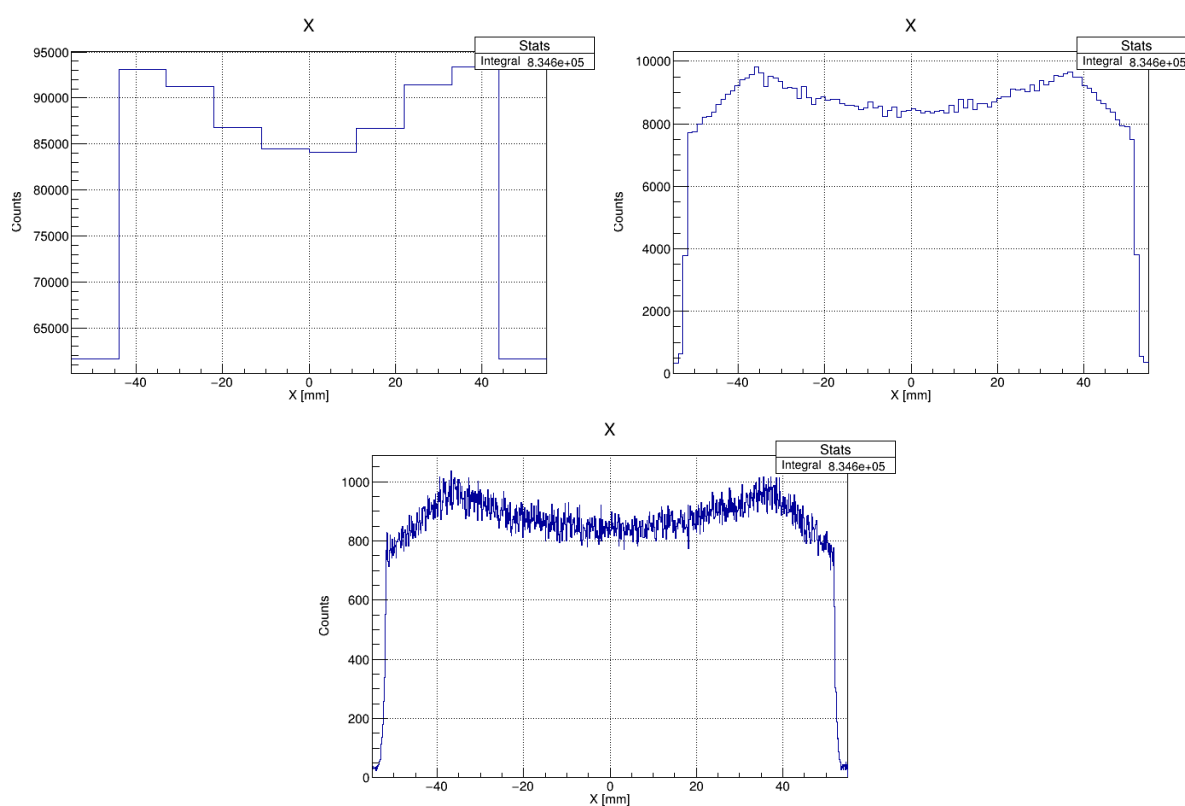 X
Stats
Integral 8.346e+05
95000
90000
85000
80000
75000
70000
65000
Counts
−40 −20 0 20 40
X [mm]
X
Stats
Integral 8.346e+05
10000
8000
6000
4000
2000
0
Counts
−40 −20 0 20 40
X [mm]
X
Stats
Integral 8.346e+05
1000
800
600
400
200
0
Counts
−40 −20 0 20 40
X [mm]